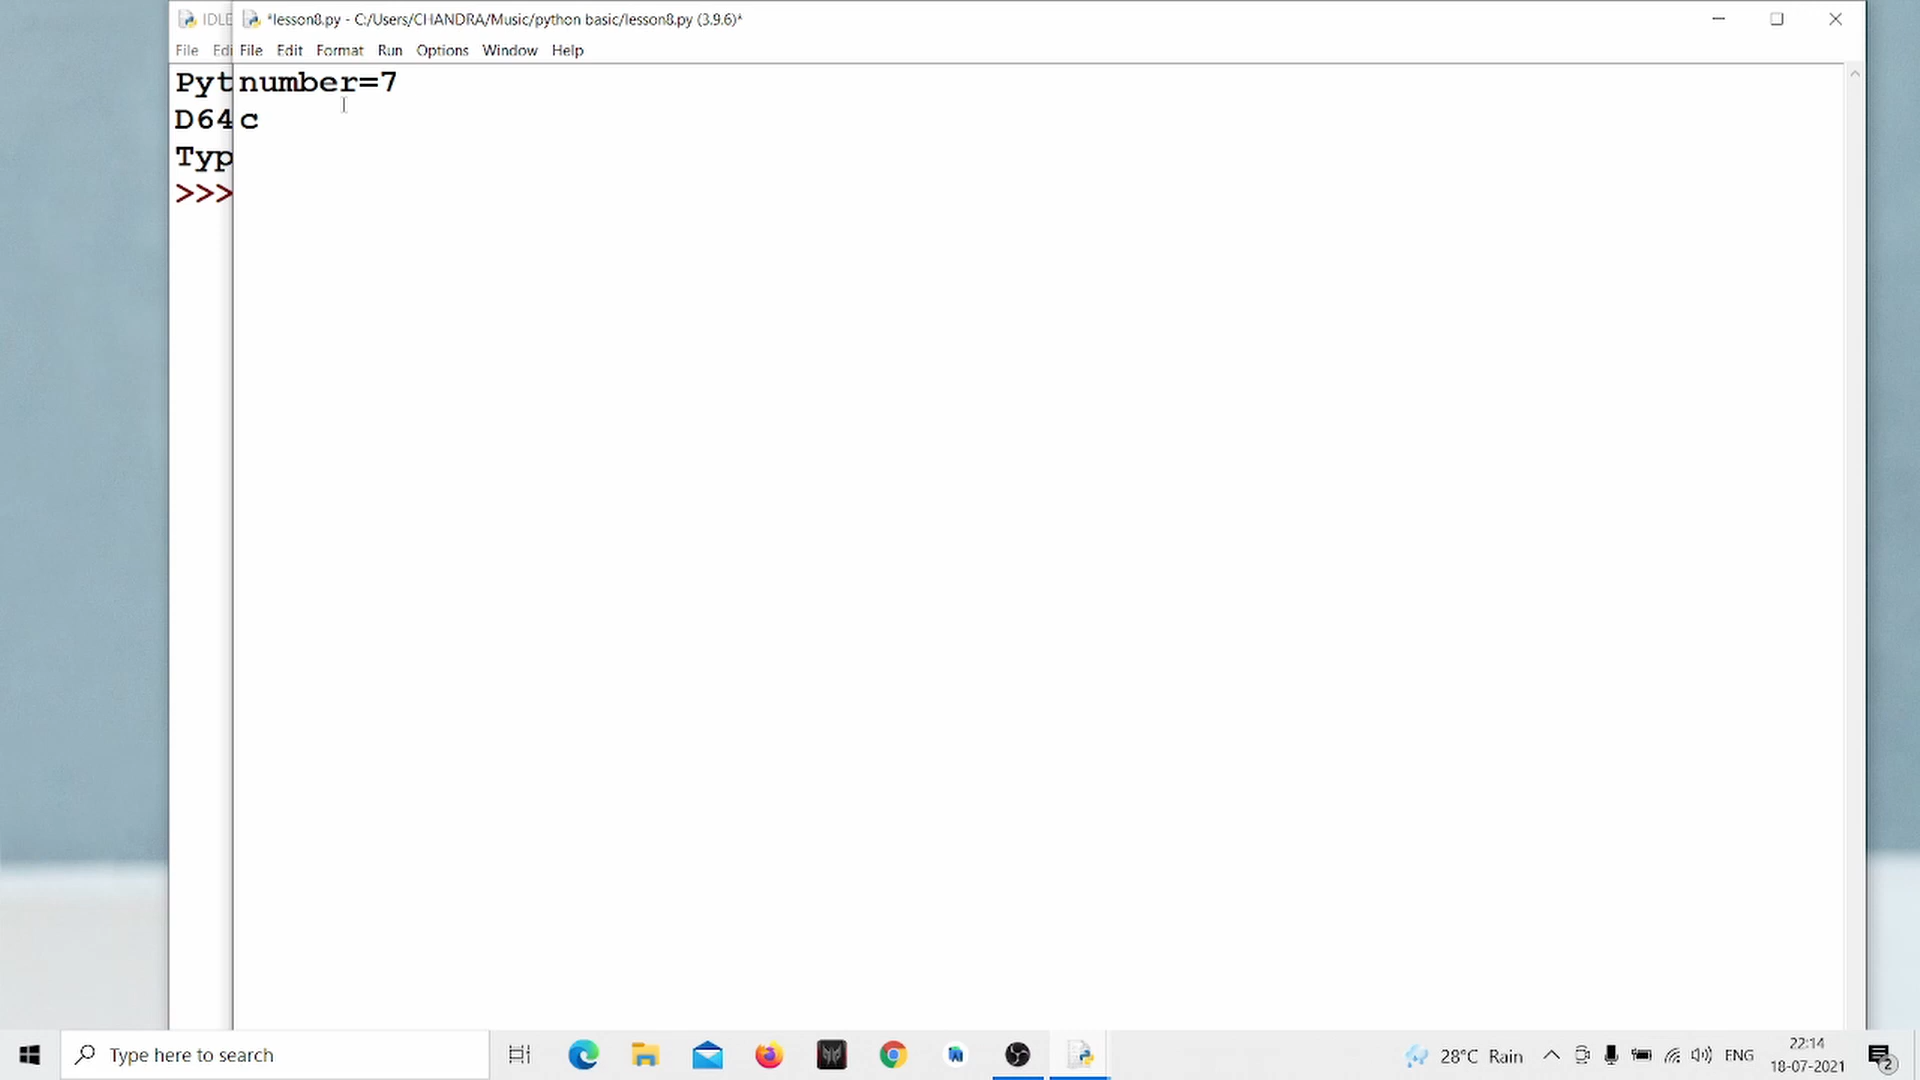 IDLE
*lesson8.py - C:/Users/CHANDRA/Music/python basic/lesson8.py (3.9.6)*
File Edi
File Edit Format Run Options Window Help
Pyt
D64
Typ
>>>
number=7
c
Type here to search
28°C Rain
ENG
22:14
18-07-2021
2